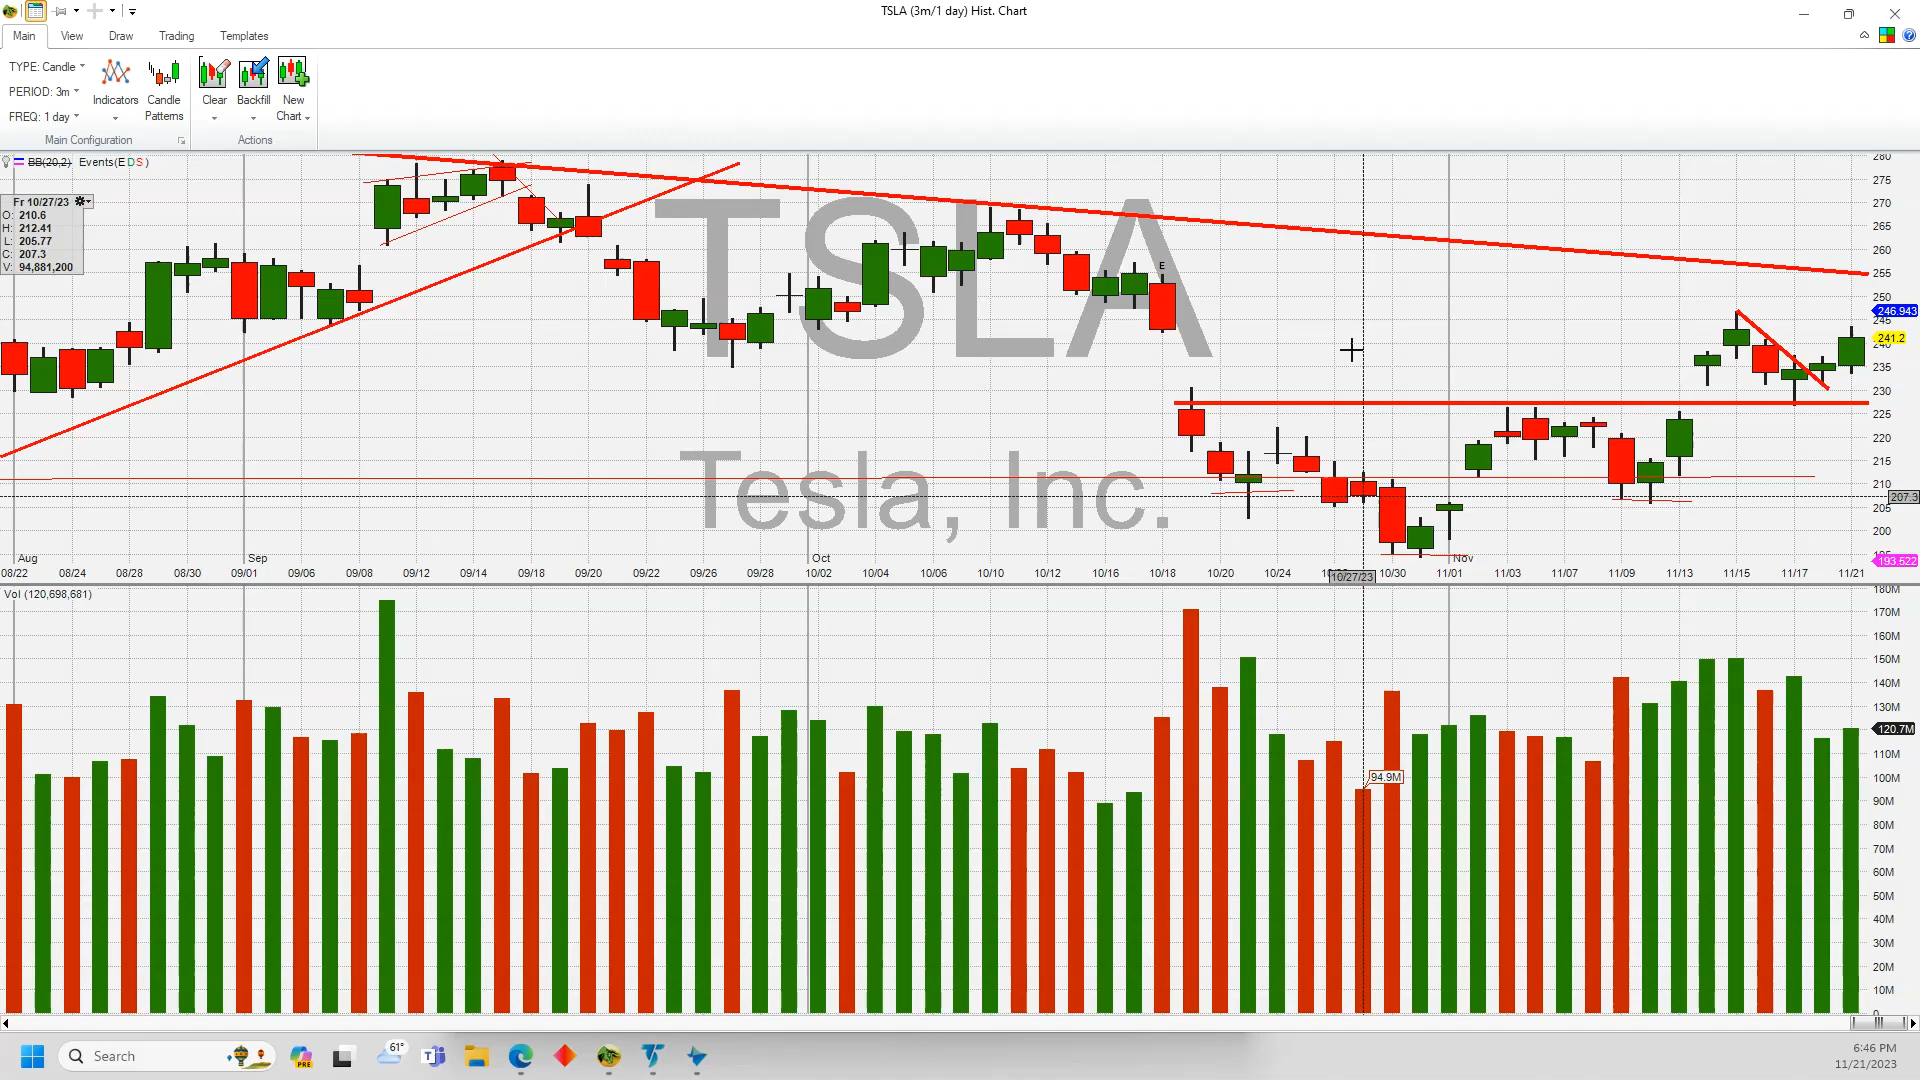 TSLA (3m/1 day) Hist. Chart
Main View Draw Trading Templates
TYPE: Candle
PERIOD: 3m
FREQ: 1 day
Indicators
Candle Patterns
Clear
Backfill
New Chart
Main Configuration
Actions
BB(20,2) Events(EDS)
Fr 10/27/23
O: 210.6
H: 212.41
L: 205.77
C: 207.3
V: 94,881,200
TSLA
Tesla, Inc.
E
280
275
270
265
260
255
250
246.943
245
241.2
240
235
230
225
220
215
210
207.3
205
200
195
193.522
Aug Sep Oct Nov
08/22 08/24 08/28 08/30 09/01 09/06 09/08 09/12 09/14 09/18 09/20 09/22 09/26 09/28 10/02 10/04 10/06 10/10 10/12 10/16 10/18 10/20 10/24 10/27/23 10/30 11/01 11/03 11/07 11/09 11/13 11/15 11/17 11/21
Vol (120,698,681)
180M
170M
160M
150M
140M
130M
120.7M
110M
100M
94.9M
90M
80M
70M
60M
50M
40M
30M
20M
10M
0
Search
PRE
61°
6:46 PM
11/21/2023